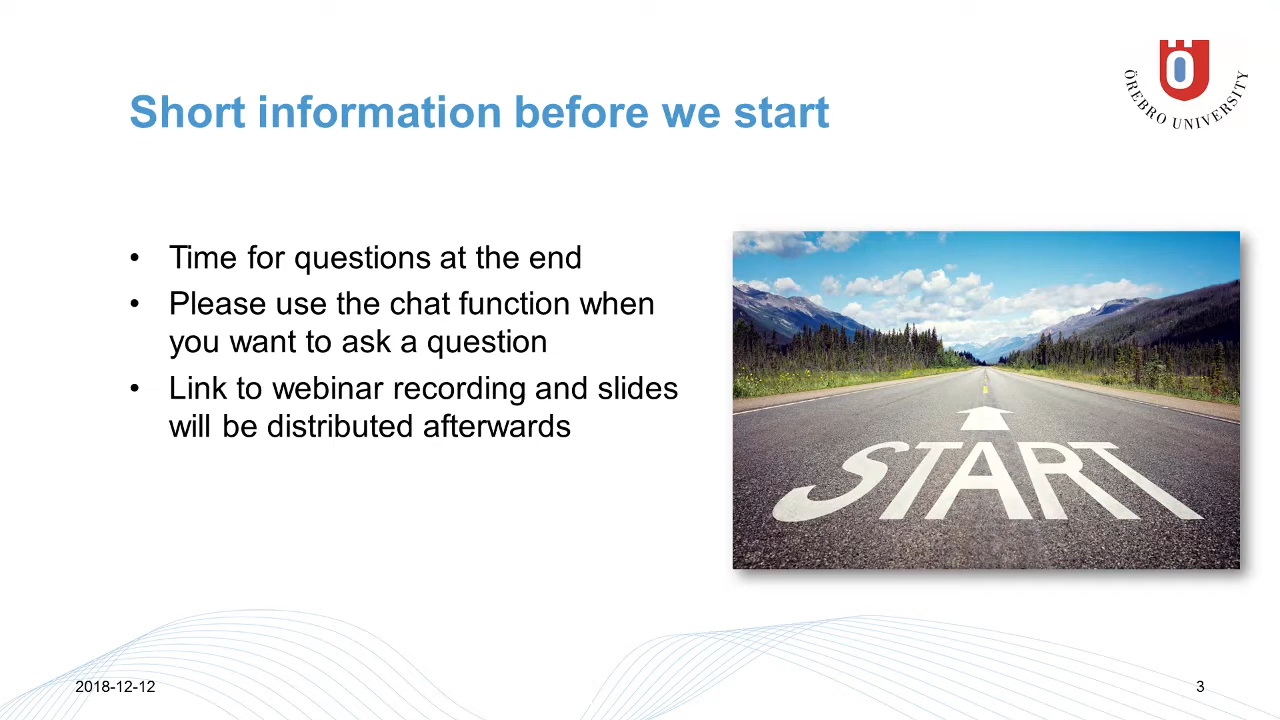 Short information before we start
ÖREBRO UNIVERSITY
• Time for questions at the end
• Please use the chat function when
you want to ask a question
• Link to webinar recording and slides
will be distributed afterwards
START
2018-12-12
3